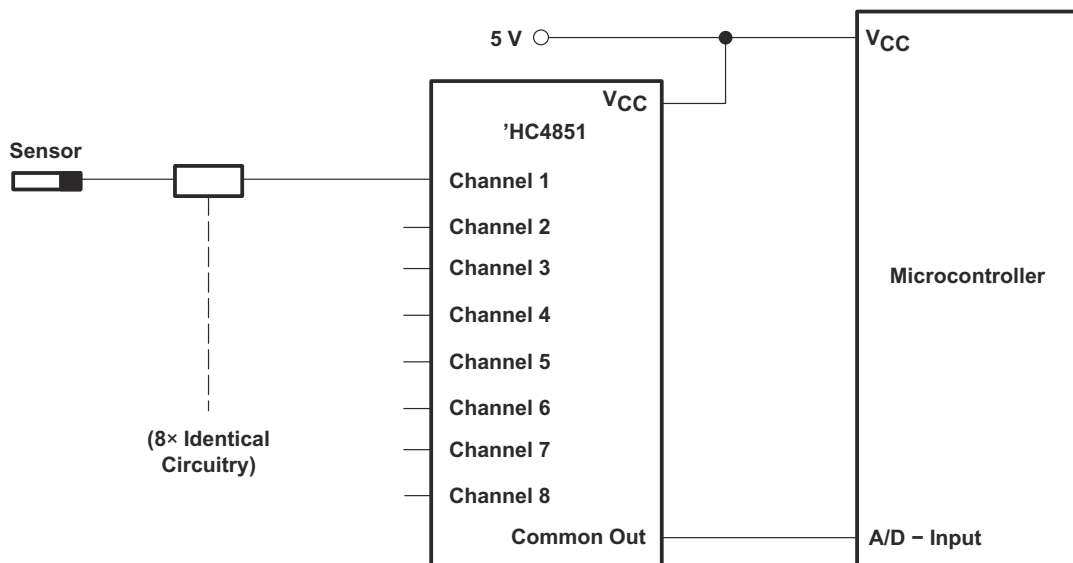 5 V
VCC
VCC
’HC4851
Sensor
Channel 1
Channel 2
Channel 3
Microcontroller
Channel 4
Channel 5
Channel 6
(8× Identical
Circuitry)
Channel 7
Channel 8
Common Out
A/D − Input